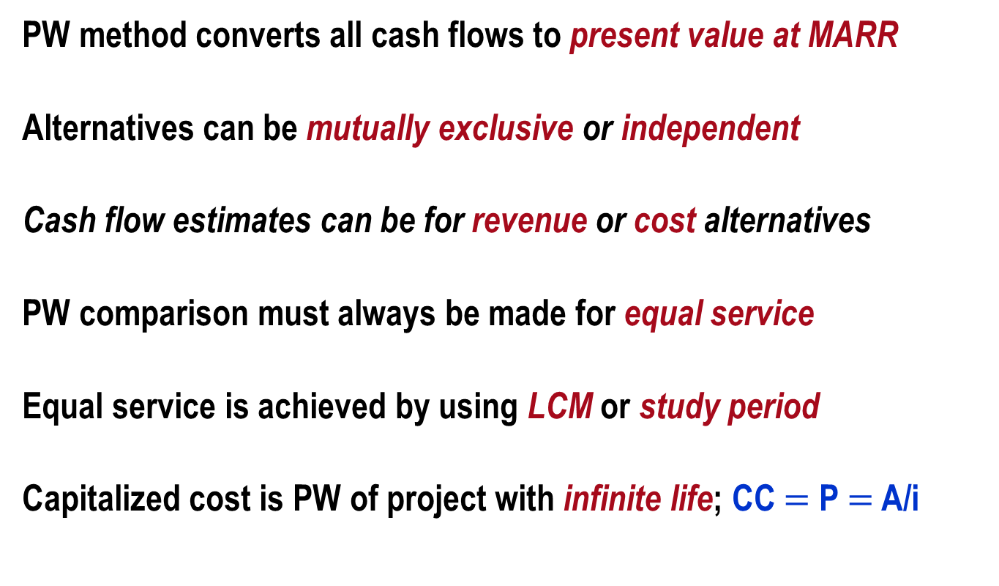 PW method converts all cash flows to present value at MARR
Alternatives can be mutually exclusive or independent
Cash flow estimates can be for revenue or cost alternatives
PW comparison must always be made for equal service
Equal service is achieved by using LCM or study period
Capitalized cost is PW of project with infinite life; CC = P = A/i